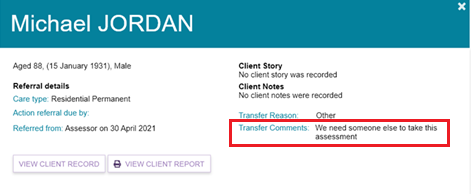 Michael JORDAN
Aged 88, (15 January 1931), Male
Referral details
Care type: Residential Permanent
Action referral due by:
Referred from: Assessor on 30 April 2021
Client Story
No client story was recorded
Client Notes
No client notes were recorded
Transfer Reason: Other
Transfer Comments: We need someone else to take this
assessment
VIEW CLIENT RECORD
VIEW CLIENT REPORT